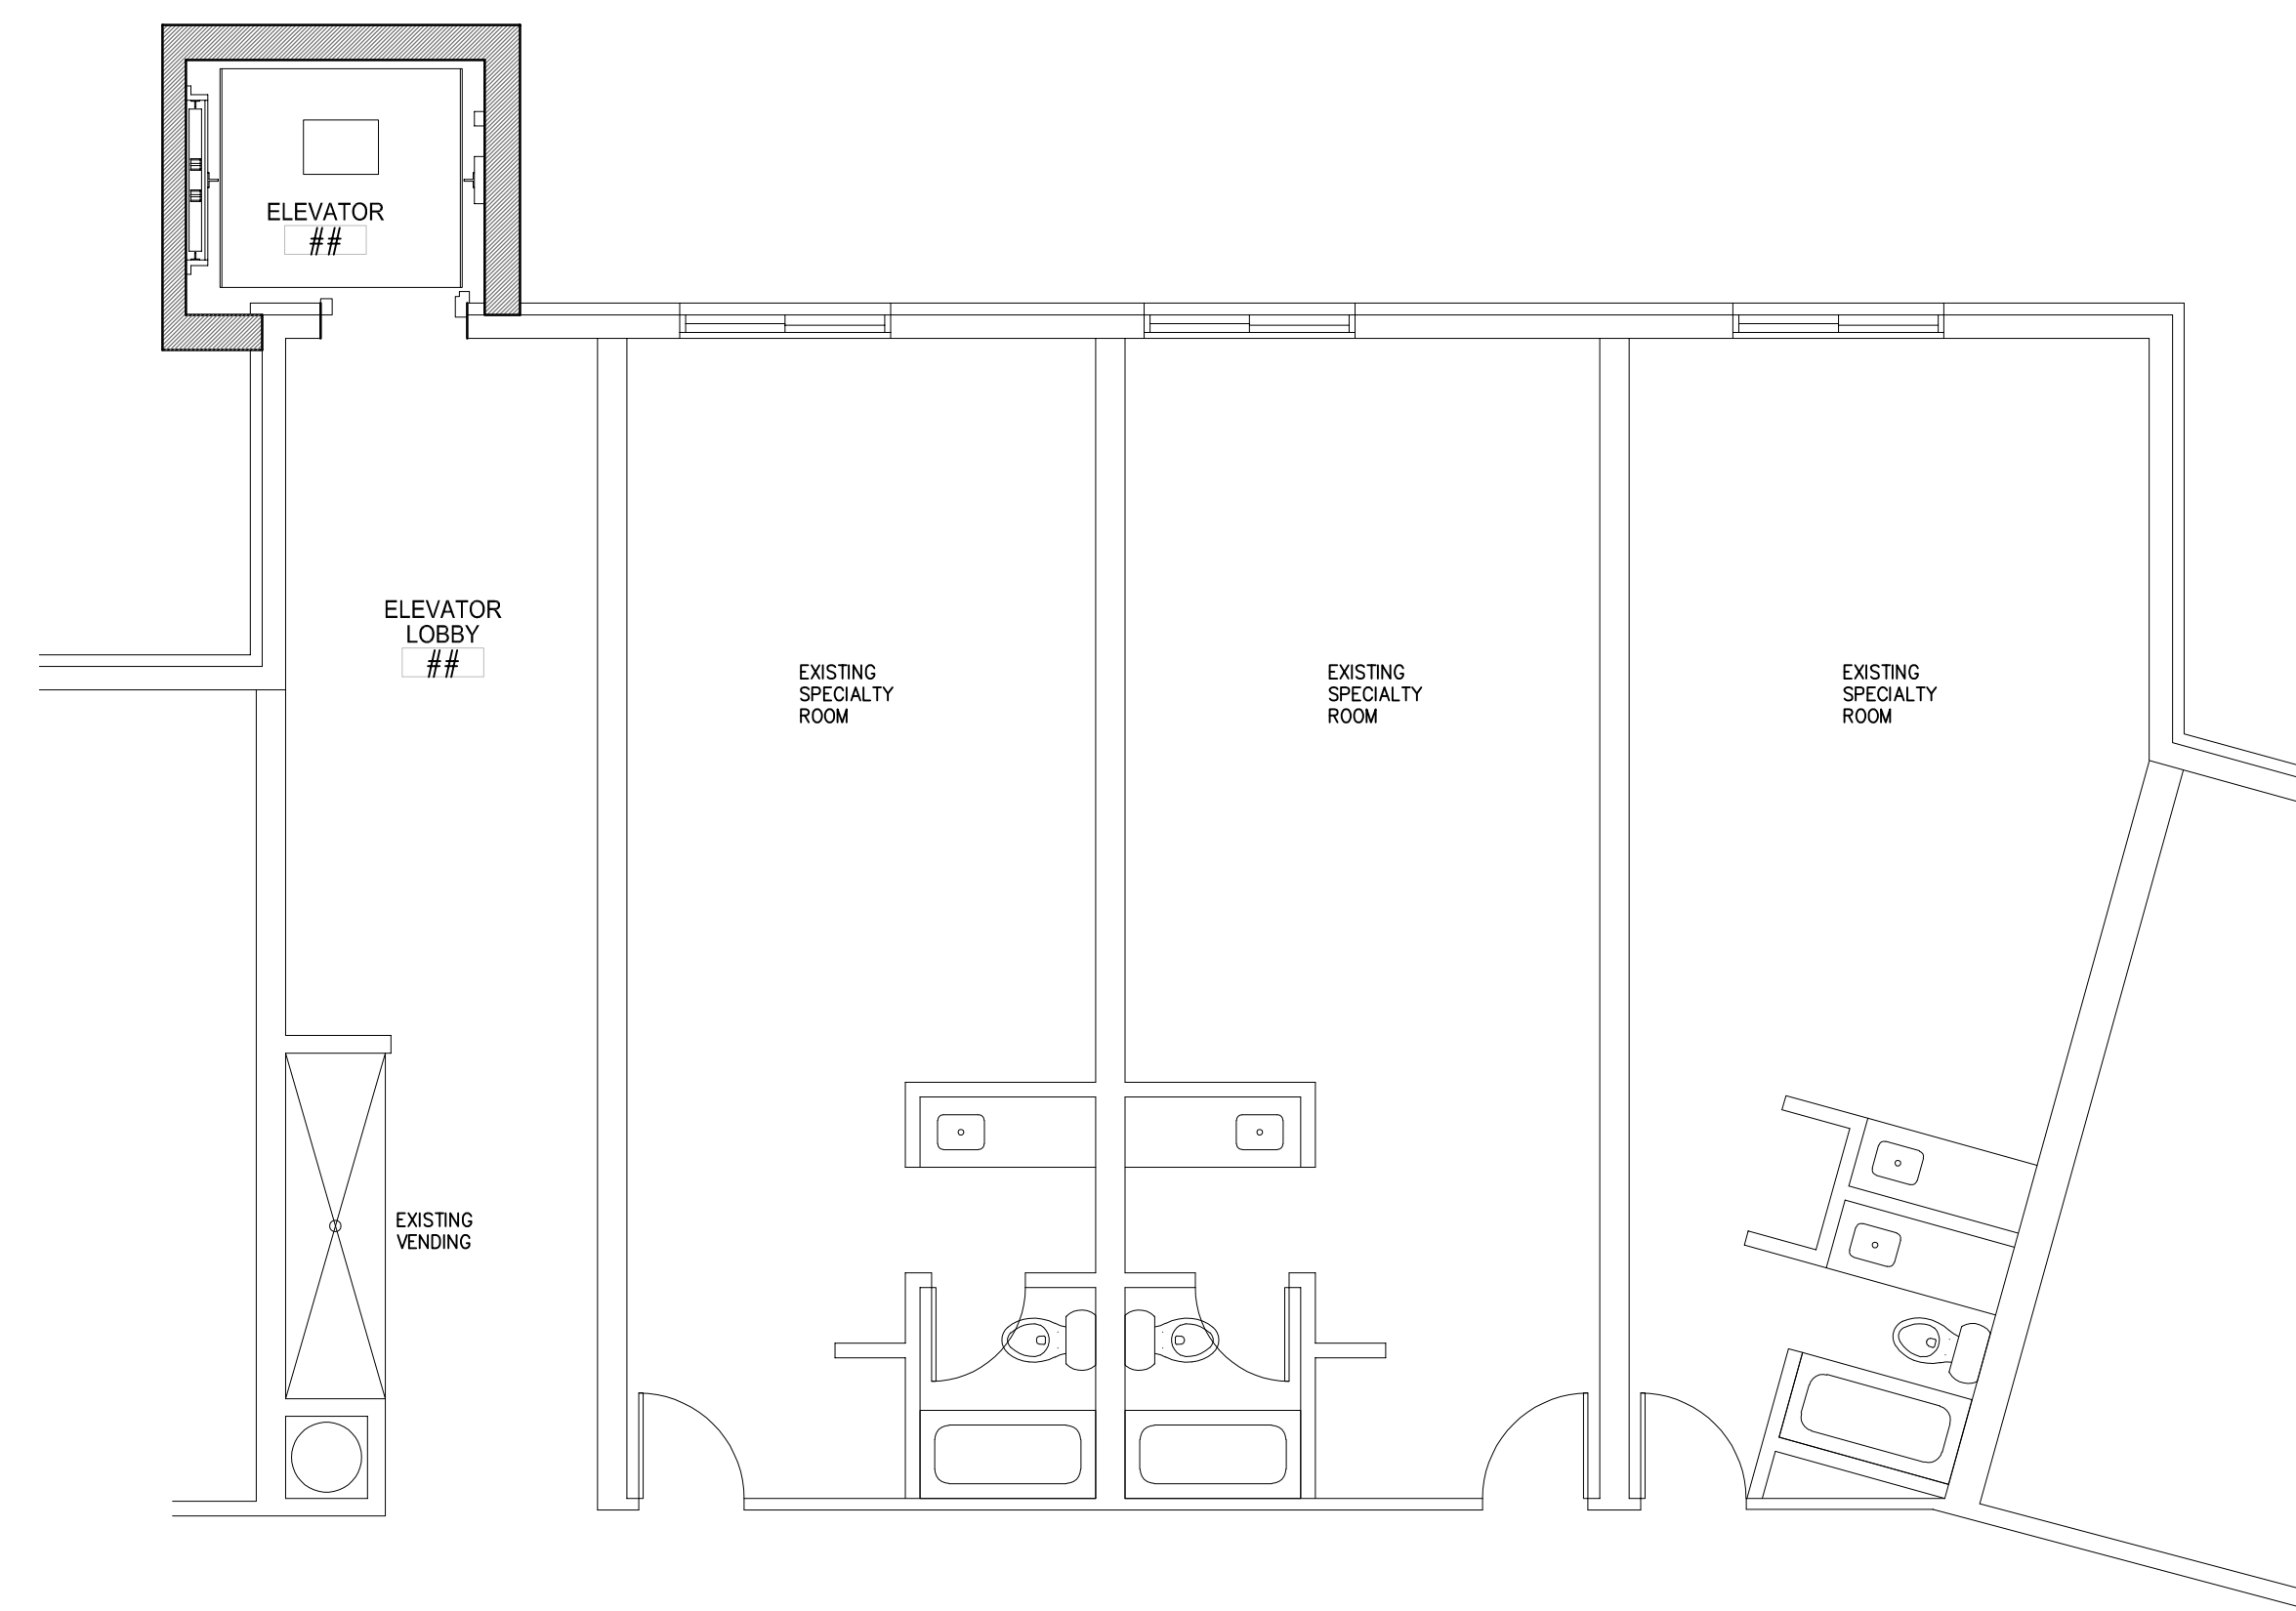 ELEVATOR
##
ELEVATOR
LOBBY
##
EXISTING
SPECIALTY
ROOM
EXISTING
SPECIALTY
ROOM
EXISTING
SPECIALTY
ROOM
EXISTING
VENDING